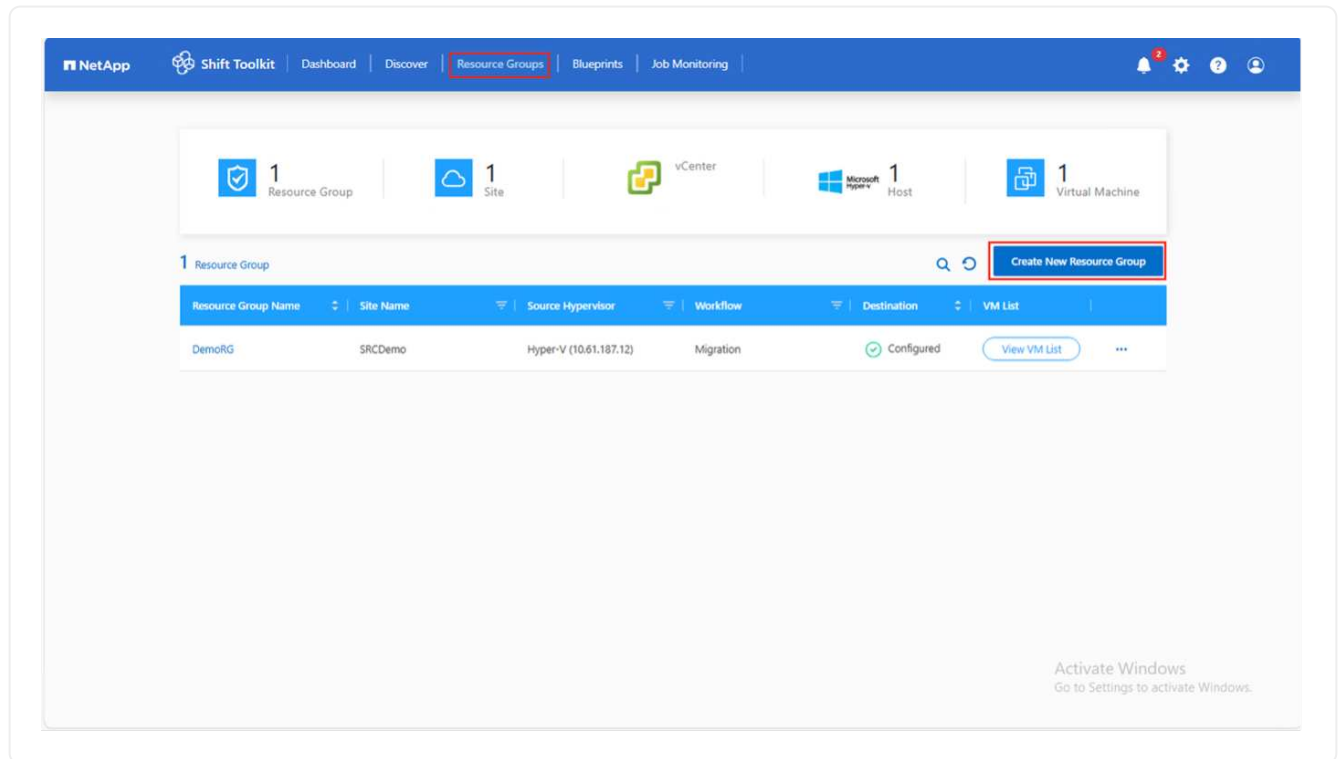 NetApp Shift Toolkit Dashboard Discover Resource Groups Blueprints Job Monitoring 2 ?
1 Resource Group
1 Site
vCenter
Microsoft Hyper-v 1 Host
1 Virtual Machine
1 Resource Group Create New Resource Group
Resource Group Name Site Name Source Hypervisor Workflow Destination VM List
DemoRG SRCDemo Hyper-V (10.61.187.12) Migration Configured View VM List ...
Activate Windows
Go to Settings to activate Windows.